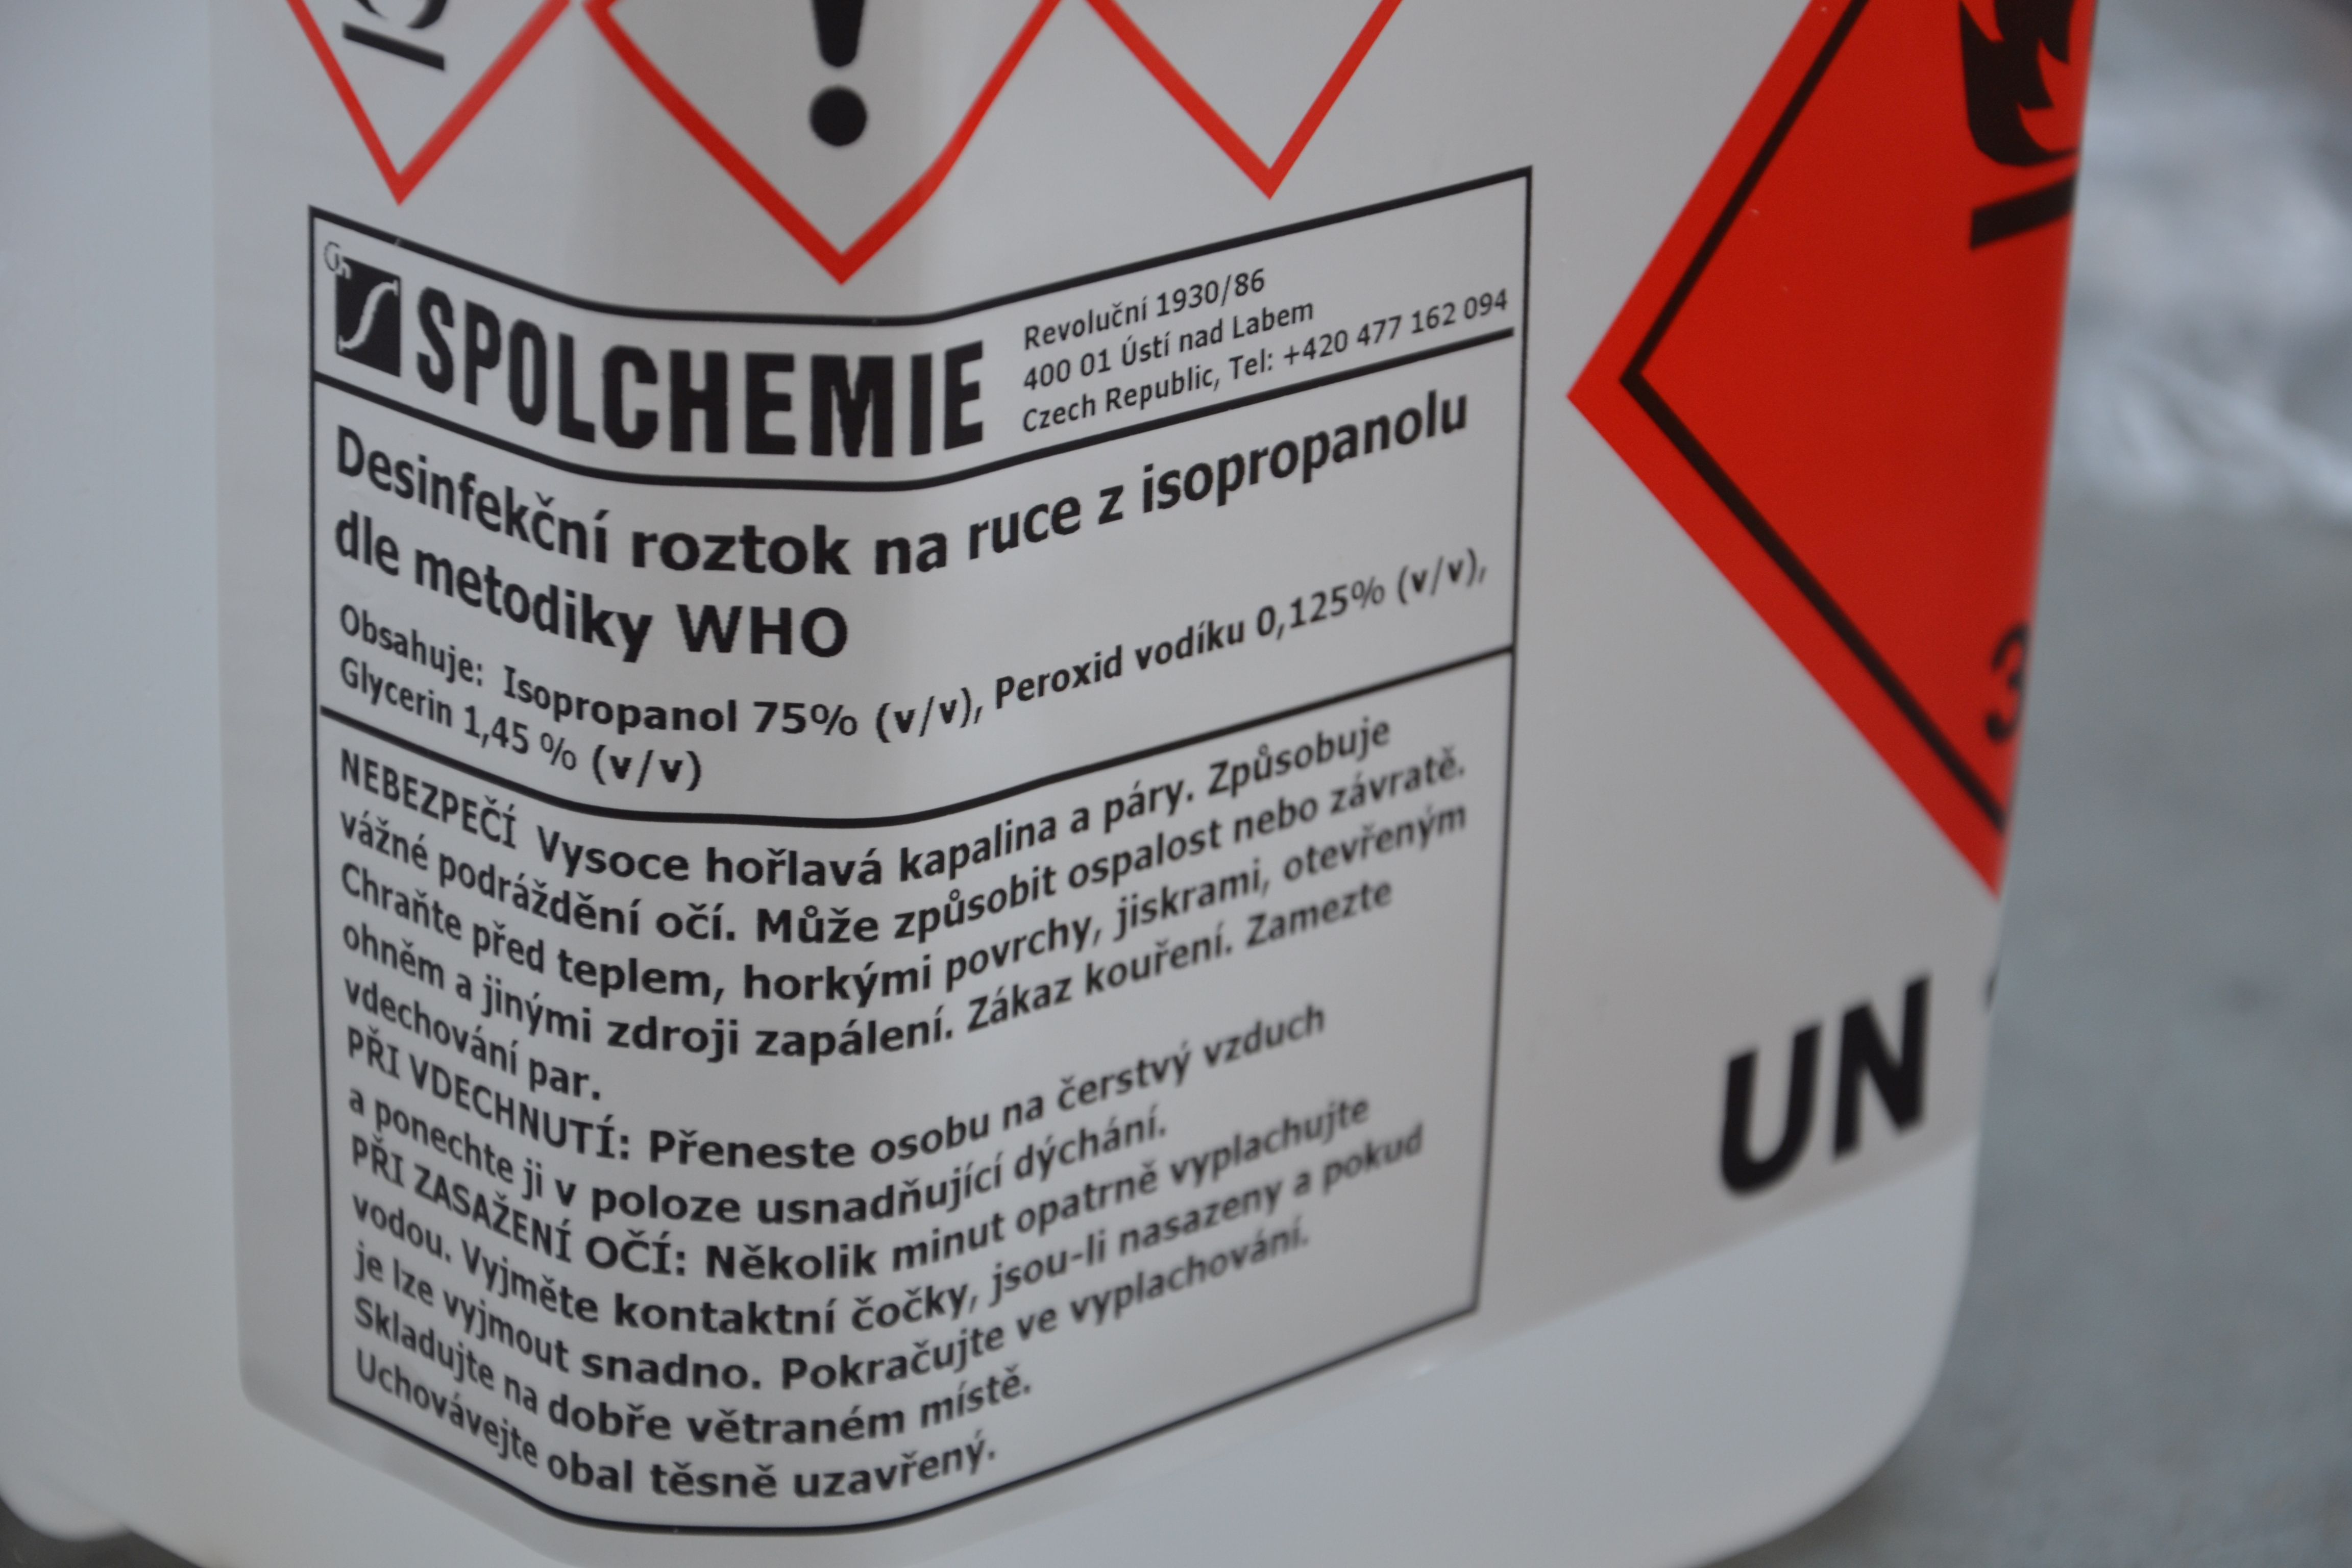 SPOLCHEMIE
Revoluční 1930/86
400 01 Ústí nad Labem
Czech Republic, Tel: +420 477 162 094
Desinfekční roztok na ruce z isopropanolu
dle metodiky WHO
Obsahuje: Isopropanol 75% (v/v), Peroxid vodíku 0,125% (v/v),
Glycerin 1,45 % (v/v)
NEBEZPEČÍ Vysoce hořlavá kapalina a páry. Způsobuje
vážné podráždění očí. Může způsobit ospalost nebo závratě.
Chraňte před teplem, horkými povrchy, jiskrami, otevřeným
ohněm a jinými zdroji zapálení. Zákaz kouření. Zamezte
vdechování par.
PŘI VDECHNUTÍ: Přeneste osobu na čerstvý vzduch
a ponechte ji v poloze usnadňující dýchání.
PŘI ZASAŽENÍ OČÍ: Několik minut opatrně vyplachujte
vodou. Vyjměte kontaktní čočky, jsou-li nasazeny a pokud
je lze vyjmout snadno. Pokračujte ve vyplachování.
Skladujte na dobře větraném místě.
Uchovávejte obal těsně uzavřený.
3
UN